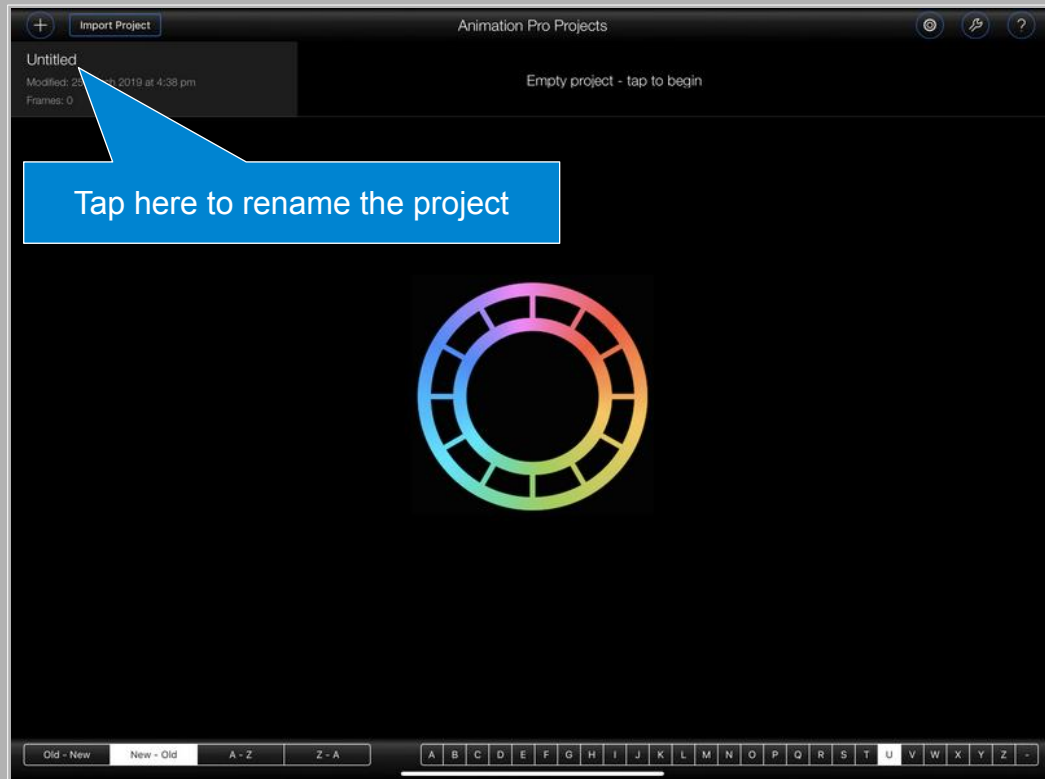 + Import Project Animation Pro Projects ?
Untitled
Modified: 25 ch 2019 at 4:38 pm
Frames: 0
Empty project - tap to begin
Tap here to rename the project
Old - New New - Old A - Z Z - A A B C D E F G H I J K L M N O P Q R S T U V W X Y Z -